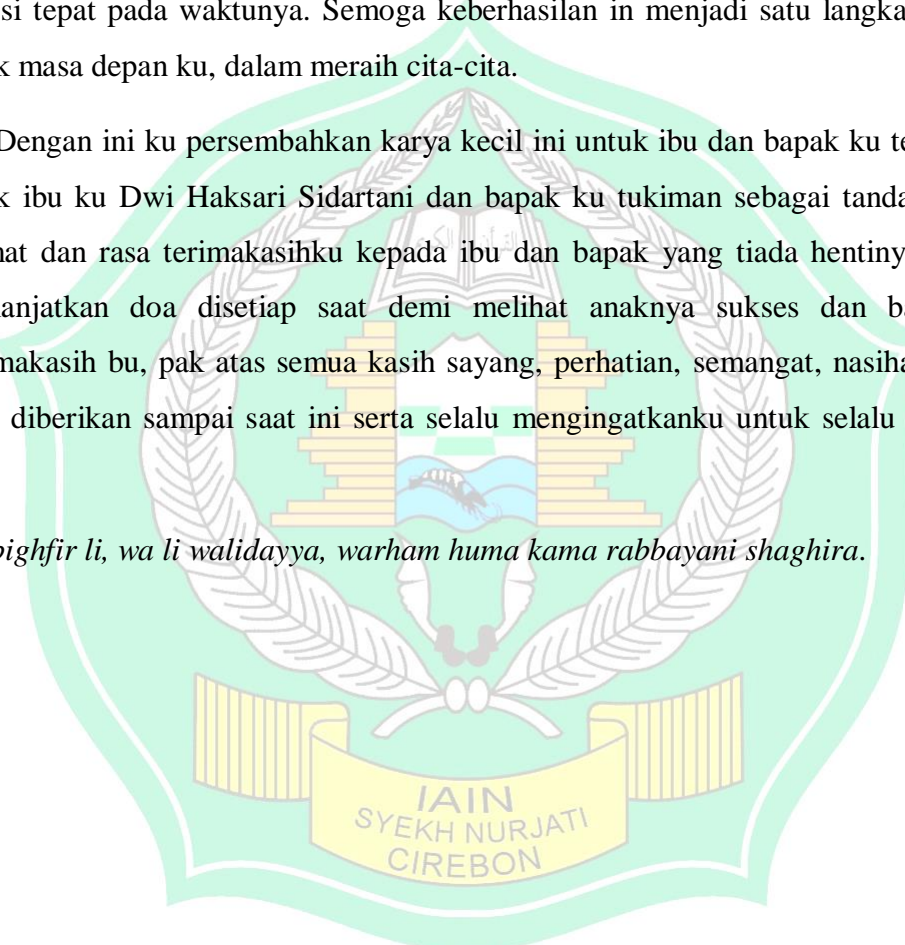 si tepat pada waktunya. Semoga keberhasilan in menjadi satu langka
k masa depan ku, dalam meraih cita-cita.
Dengan ini ku persembahkan karya kecil ini untuk ibu dan bapak ku te
k ibu ku Dwi Haksari Sidartani dan bapak ku tukiman sebagai tanda
nat dan rasa terimakasihku kepada ibu dan bapak yang tiada hentiny
anjatkan doa disetiap saat demi melihat anaknya sukses dan ba
makasih bu, pak atas semua kasih sayang, perhatian, semangat, nasiha
diberikan sampai saat ini serta selalu mengingatkanku untuk selalu
bighfir li, wa li walidayya, warham huma kama rabbayani shaghira.
IAIN
SYEKH NURJATI
CIREBON